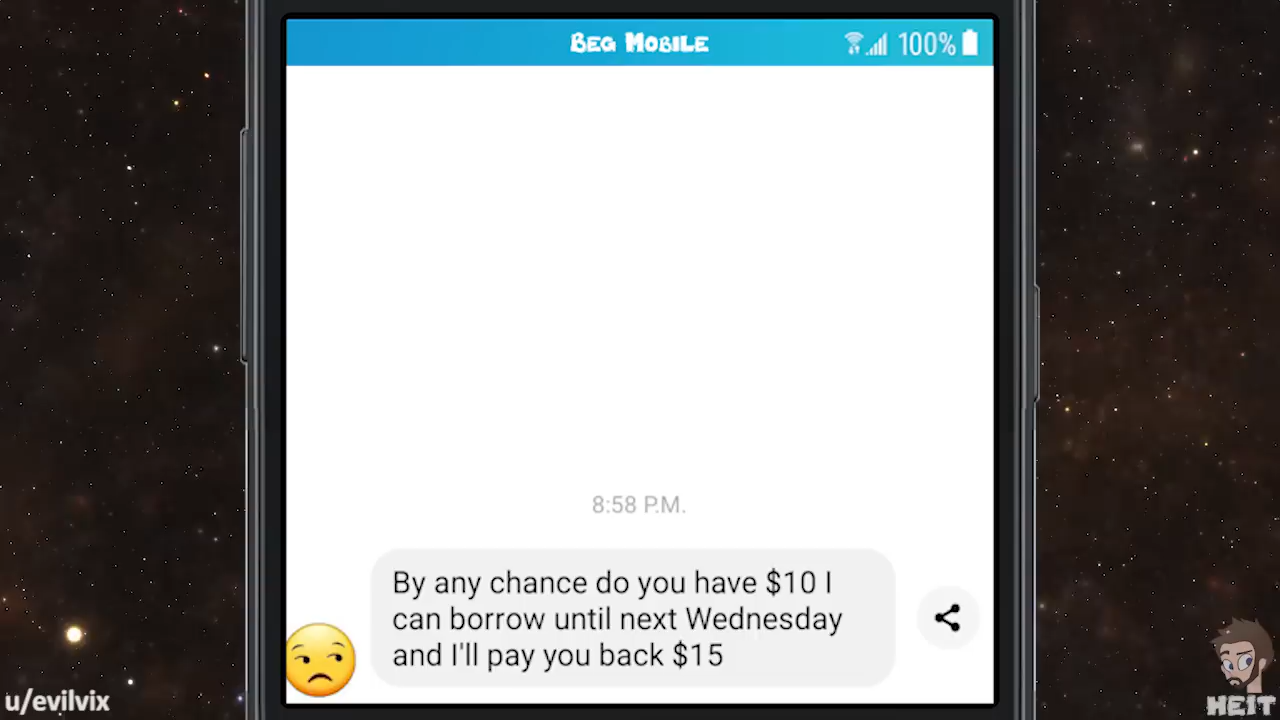 BEG MOBILE
100%
8:58 P.M.
By any chance do you have $10 I
can borrow until next Wednesday
and I'll pay you back $15
u/evilvix
HEIT